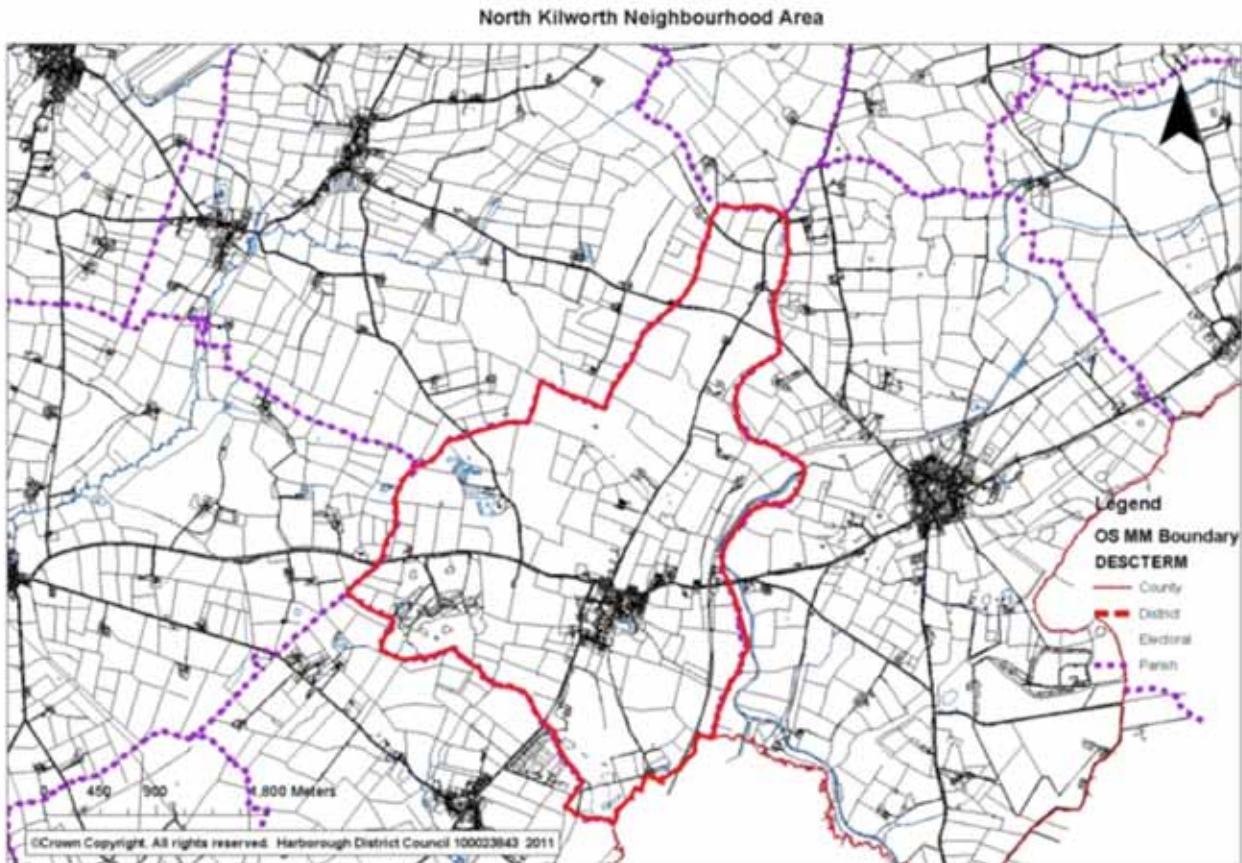 North Kilworth Neighbourhood Area
Legend
OS MM Boundary
DESCTERM
County
District
Electoral
Parish
0 450 900 1,800 Meters
©Crown Copyright. All rights reserved. Harborough District Council 100023843 2011